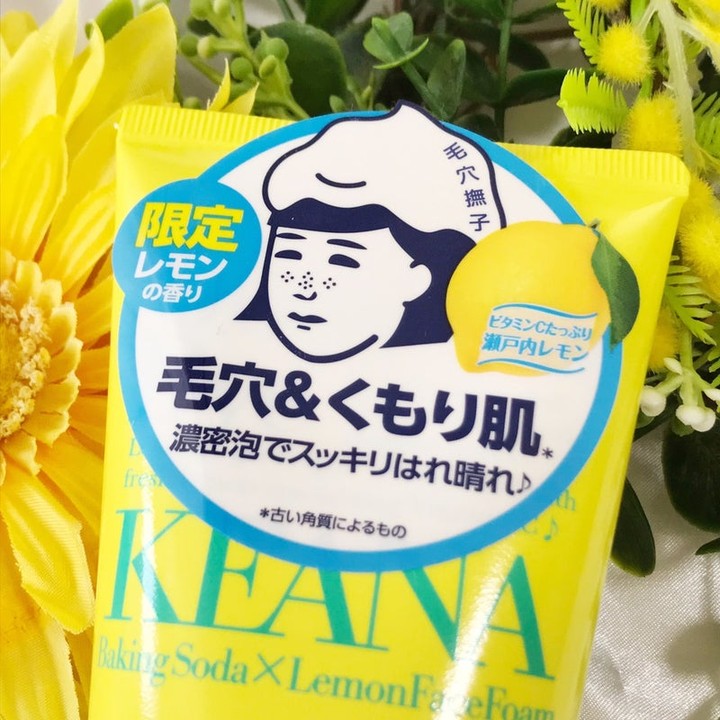 毛穴撫子
限定
レモン
の香り
ビタミンCたっぷり
瀬戸内レモン
毛穴&くもり肌*
濃密泡でスッキリはれ晴れ♪
*古い角質によるもの
KEANA
Baking Soda×Lemon Face Foam